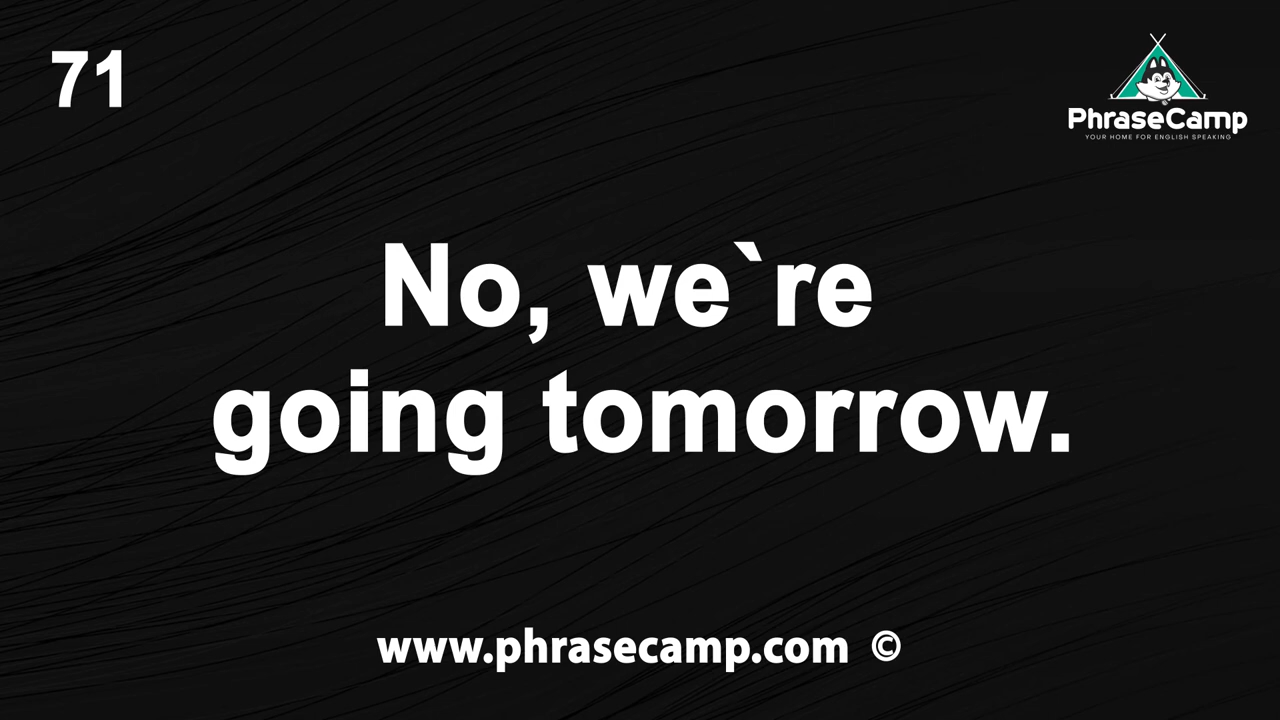 71
PhraseCamp
YOUR HOME FOR ENGLISH SPEAKING
No, we`re
going tomorrow.
www.phrasecamp.com ©